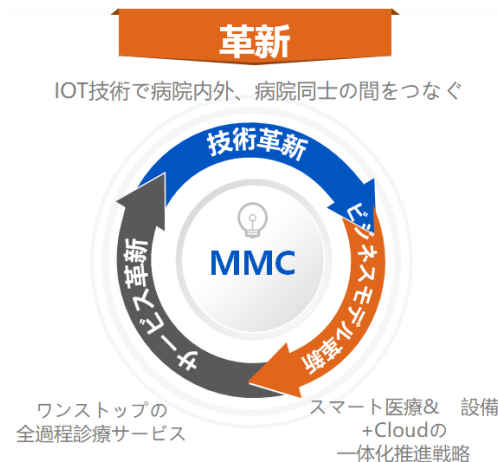 革新
IOT技術で病院内外、病院同士の間をつなぐ
技術革新
ビジネスモデル革新
サービス革新
MMC
ワンストップの
全過程診療サービス
スマート医療&　設備
+Cloudの
一体化推進戦略